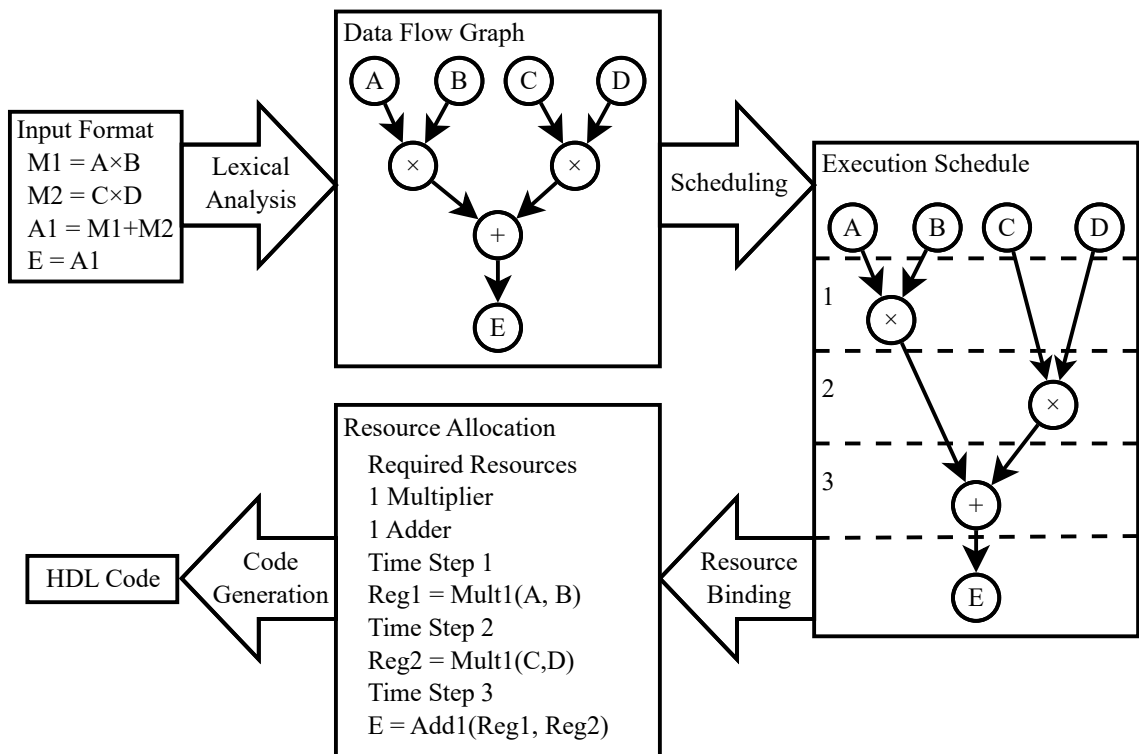 Input Format
M1 = A×B
M2 = C×D
A1 = M1+M2
E = A1
Lexical
Analysis
Data Flow Graph
A B C D
× ×
+
E
Scheduling
Execution Schedule
A B C D
1
×
2
×
3
+
E
Resource
Binding
Resource Allocation
Required Resources
1 Multiplier
1 Adder
Time Step 1
Reg1 = Mult1(A, B)
Time Step 2
Reg2 = Mult1(C,D)
Time Step 3
E = Add1(Reg1, Reg2)
Code
Generation
HDL Code